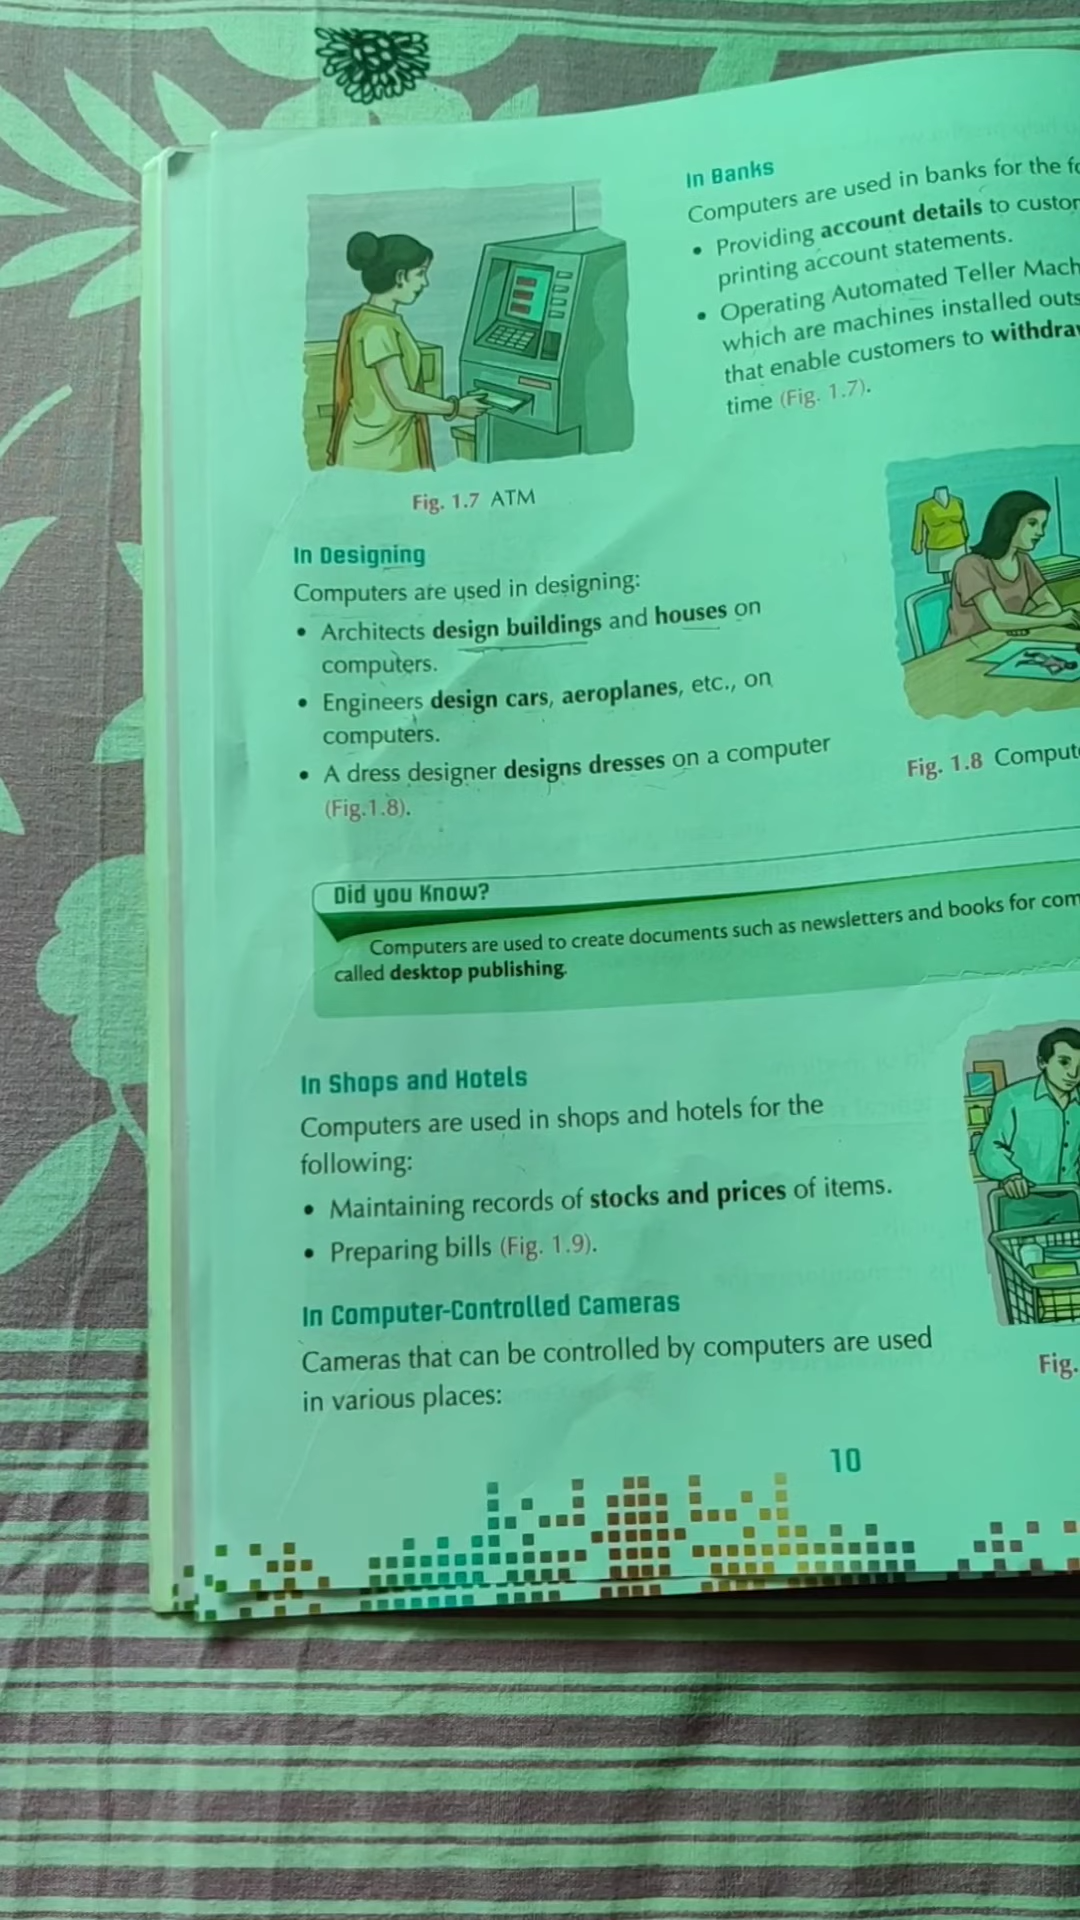 In Banks
Computers are used in banks for the
• Providing account details to
printing account statements.
• Operating Automated Teller
which are machines installed
that enable customers to
time (Fig. 1.7).
Fig. 1.7 ATM
In Designing
Computers are used in designing:
• Architects design buildings and houses on
computers.
• Engineers design cars, aeroplanes, etc., on
computers.
• A dress designer designs dresses on a computer
(Fig.1.8).
Fig. 1.8
Did you Know?
Computers are used to create documents such as newsletters and books for
called desktop publishing.
In Shops and Hotels
Computers are used in shops and hotels for the
following:
• Maintaining records of stocks and prices of items.
• Preparing bills (Fig. 1.9).
Fig.
In Computer-Controlled Cameras
Cameras that can be controlled by computers are used
in various places:
10